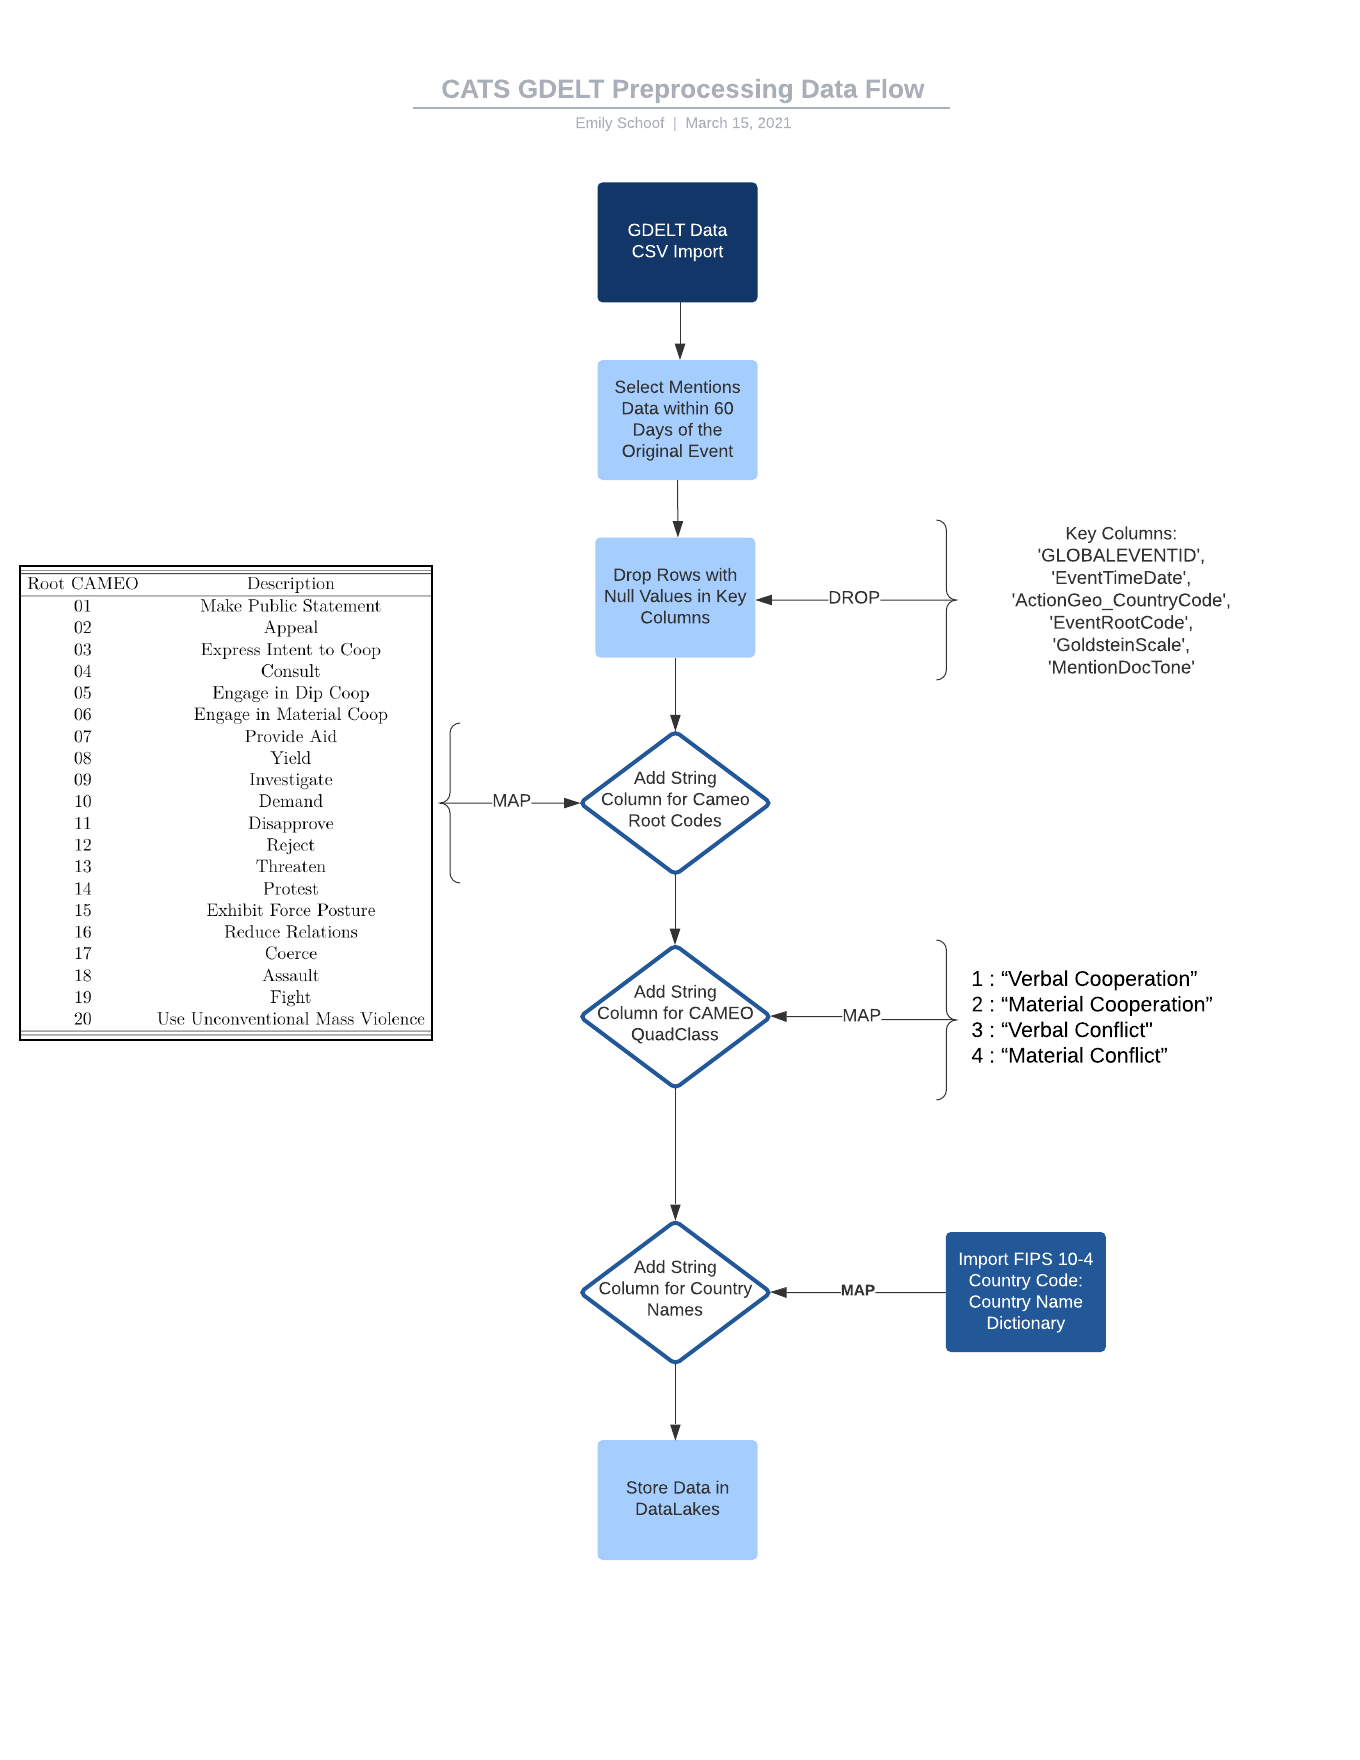 CATS GDELT Preprocessing Data Flow
Emily Schoof | March 15, 2021
GDELT Data
CSV Import
Select Mentions
Data within 60
Days of the
Original Event
Drop Rows with
Null Values in Key
Columns
DROP
Key Columns:
'GLOBALEVENTID',
'EventTimeDate',
'ActionGeo_CountryCode',
'EventRootCode',
'GoldsteinScale',
'MentionDocTone'
Root CAMEO Description
01 Make Public Statement
02 Appeal
03 Express Intent to Coop
04 Consult
05 Engage in Dip Coop
06 Engage in Material Coop
07 Provide Aid
08 Yield
09 Investigate
10 Demand
11 Disapprove
12 Reject
13 Threaten
14 Protest
15 Exhibit Force Posture
16 Reduce Relations
17 Coerce
18 Assault
19 Fight
20 Use Unconventional Mass Violence
MAP
Add String
Column for Cameo
Root Codes
Add String
Column for CAMEO
QuadClass
MAP
1 : “Verbal Cooperation”
2 : “Material Cooperation”
3 : “Verbal Conflict"
4 : “Material Conflict”
Add String
Column for Country
Names
MAP
Import FIPS 10-4
Country Code:
Country Name
Dictionary
Store Data in
DataLakes